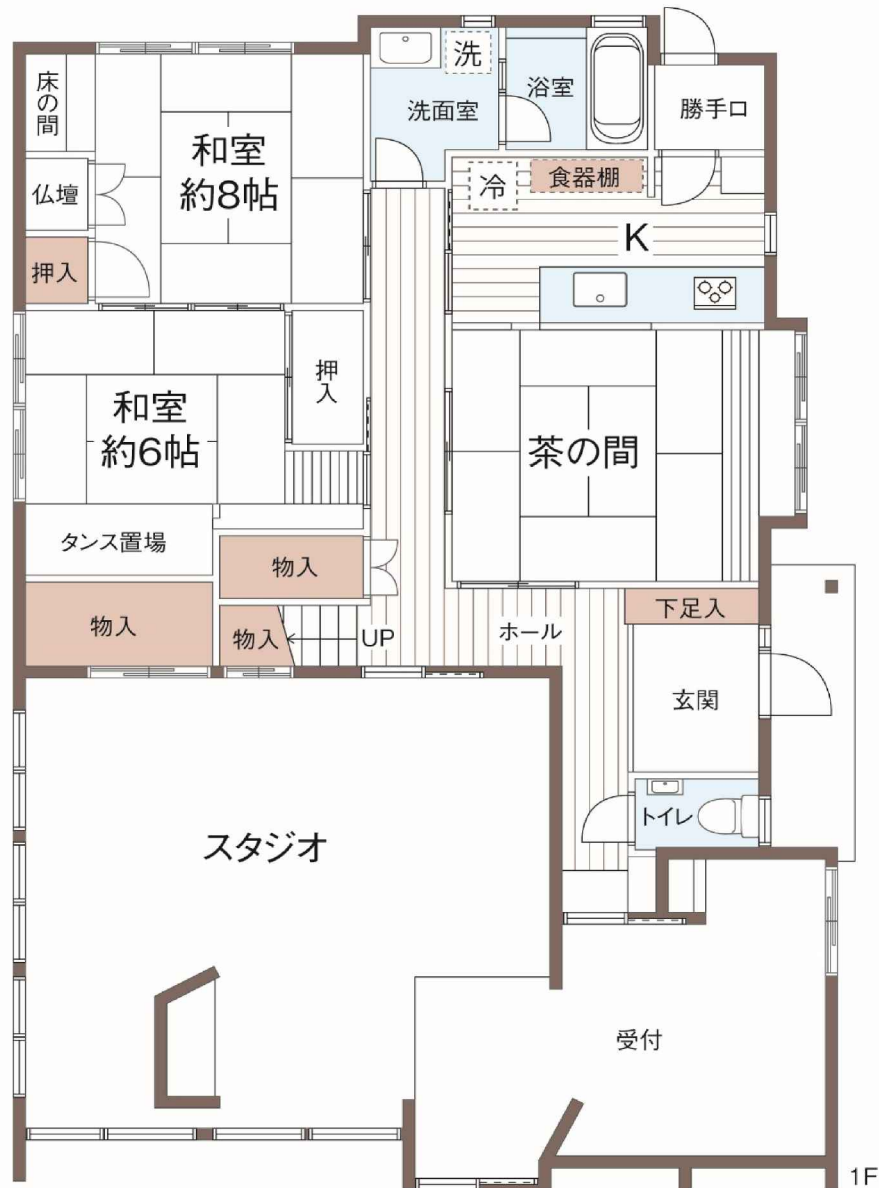 洗
浴室
床の間
洗面室
勝手口
和室
約8帖
仏壇
冷
食器棚
K
押入
押入
和室
約6帖
茶の間
タンス置場
物入
物入
物入
UP
ホール
下足入
玄関
トイレ
スタジオ
受付
1F